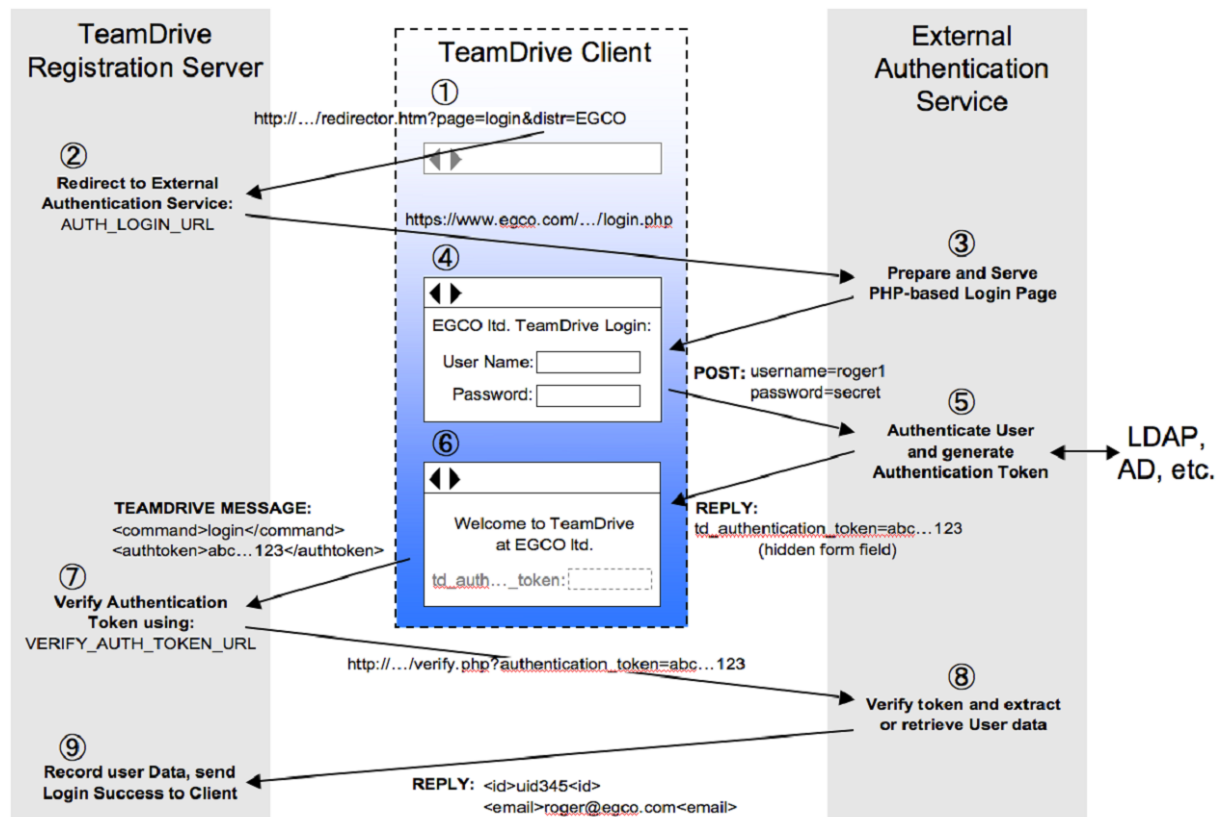 TeamDrive
Registration Server
TeamDrive Client
External
Authentication
Service
①
http://…/redirector.htm?page=login&distr=EGCO
②
Redirect to External
Authentication Service:
AUTH_LOGIN_URL
https://www.egco.com/…/login.php
③
Prepare and Serve
PHP-based Login Page
④
EGCO ltd. TeamDrive Login:
User Name:
Password:
POST: username=roger1
password=secret
⑤
Authenticate User
and generate
Authentication Token
LDAP,
AD, etc.
⑥
Welcome to TeamDrive
at EGCO ltd.
td_auth…_token:
REPLY:
td_authentication_token=abc…123
(hidden form field)
TEAMDRIVE MESSAGE:
<command>login</command>
<authtoken>abc…123</authtoken>
⑦
Verify Authentication
Token using:
VERIFY_AUTH_TOKEN_URL
http://…/verify.php?authentication_token=abc…123
⑧
Verify token and extract
or retrieve User data
⑨
Record user Data, send
Login Success to Client
REPLY: <id>uid345<id>
<email>roger@egco.com<email>